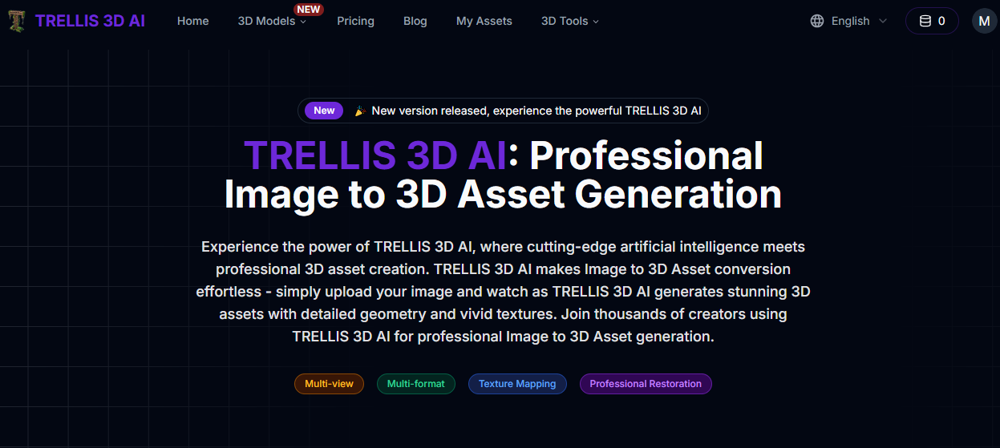 TRELLIS 3D AI
Home
3D Models
NEW
Pricing
Blog
My Assets
3D Tools
English
0
M
New
New version released, experience the powerful TRELLIS 3D AI
TRELLIS 3D AI: Professional
Image to 3D Asset Generation
Experience the power of TRELLIS 3D AI, where cutting-edge artificial intelligence meets
professional 3D asset creation. TRELLIS 3D AI makes Image to 3D Asset conversion
effortless - simply upload your image and watch as TRELLIS 3D AI generates stunning 3D
assets with detailed geometry and vivid textures. Join thousands of creators using
TRELLIS 3D AI for professional Image to 3D Asset generation.
Multi-view
Multi-format
Texture Mapping
Professional Restoration